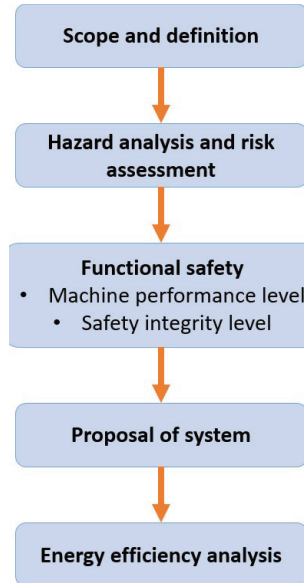 Scope and definition
Hazard analysis and risk
assessment
Functional safety
• Machine performance level
• Safety integrity level
Proposal of system
Energy efficiency analysis